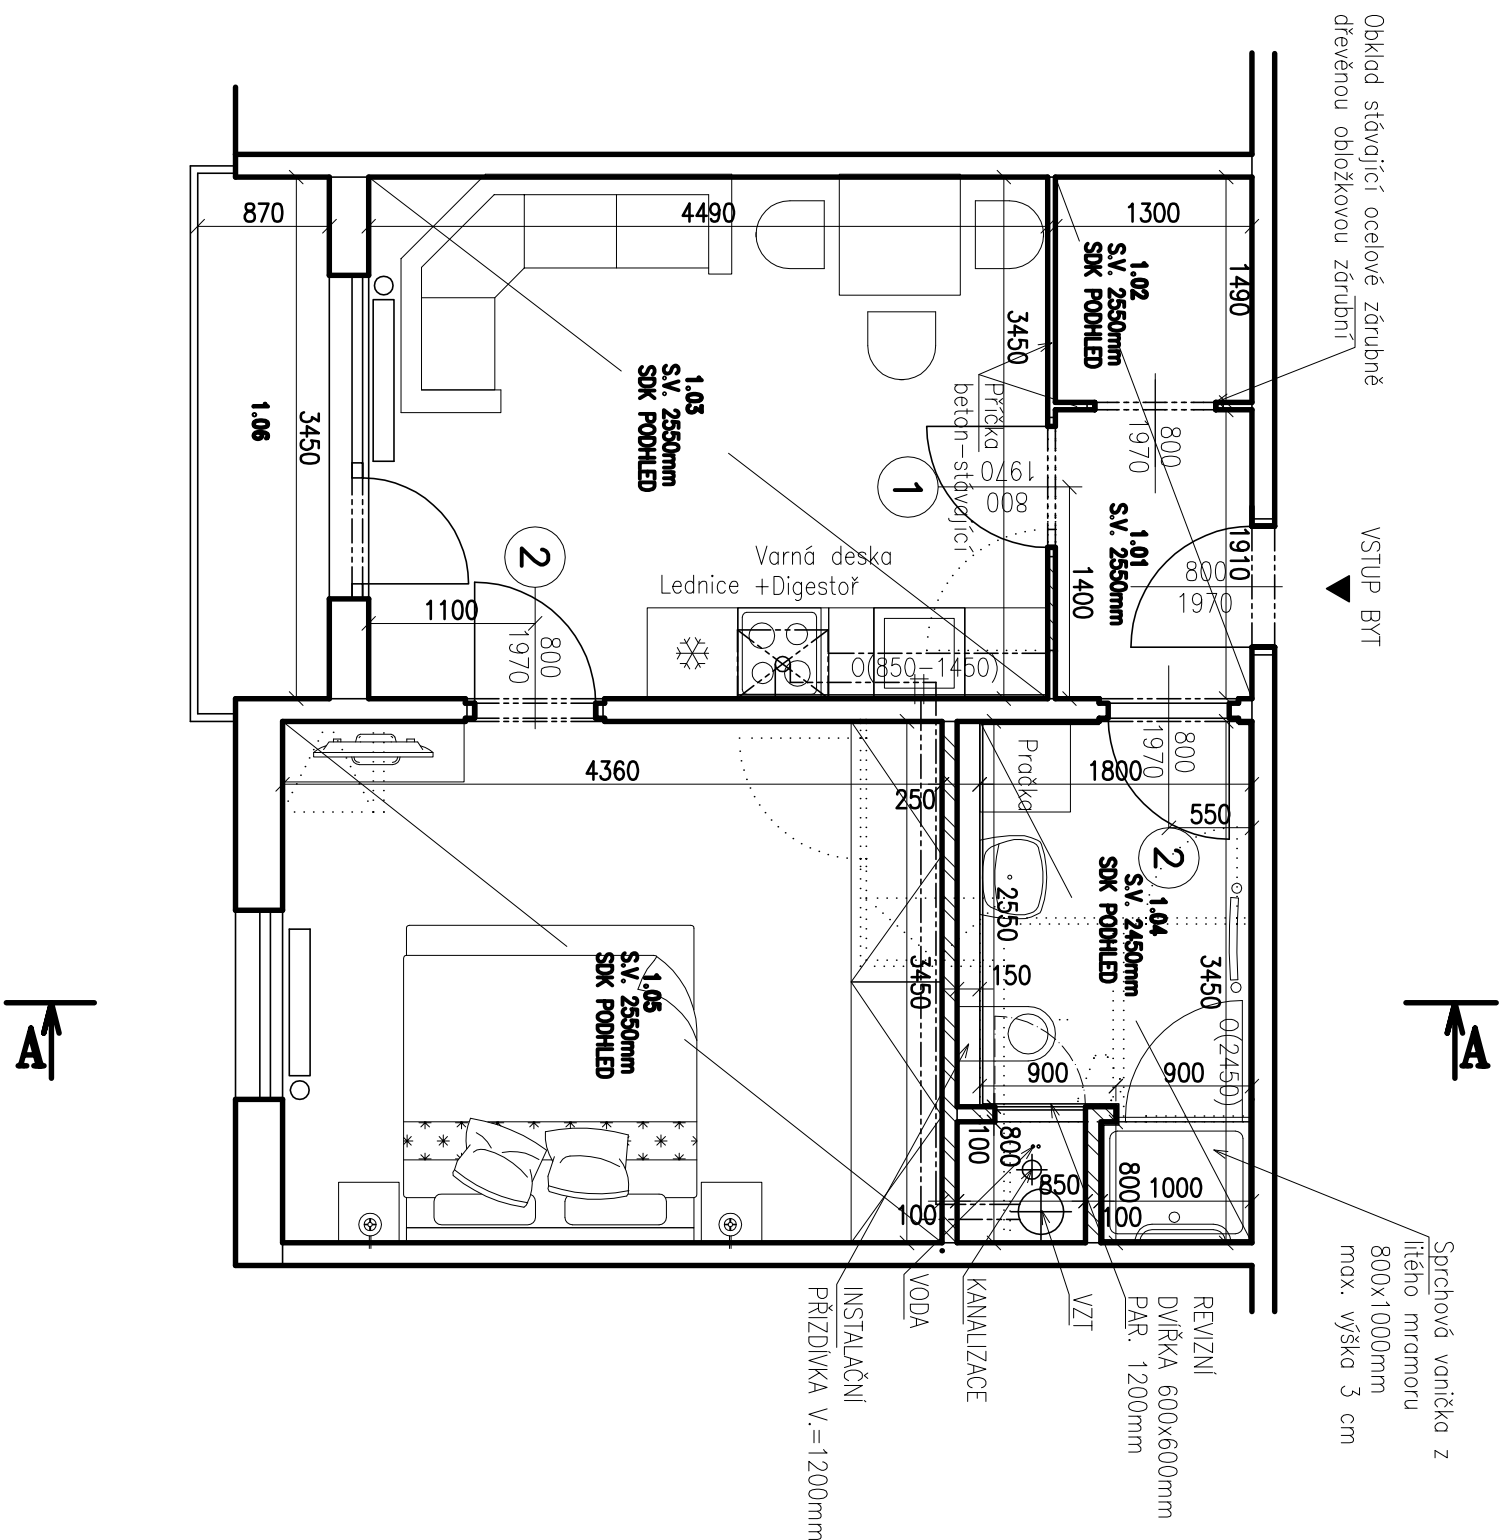 Obklad stávající ocelové zárubně
dřevěnou obložkovou zárubní
VSTUP BYT
870
4490
1300
1490
1.02
S.V. 2550mm
SDK PODHLED
3450
1.03
S.V. 2550mm
SDK PODHLED
1.06
3450
Příčka
beton-stávající
800
1970
800
1970
1
1.01
S.V. 2550mm
1910
800
1970
1400
2
Varná deska
+Digestoř
Lednice
1100
800
1970
O(850-1450)
4360
250
Pračka
1800
800
1970
550
2
1.04
S.V. 2450mm
SDK PODHLED
2550
3450
150
3450
1.05
S.V. 2550mm
SDK PODHLED
O(2450)
900
900
A
A
100
800
850
800
1000
100
100
Sprchová vanička z
litého mramoru
800x1000mm
max. výška 3 cm
REVIZNÍ
DVÍŘKA 600x600mm
PAR. 1200mm
VZT
KANALIZACE
VODA
INSTALAČNÍ
PŘIZDÍVKA V.=1200mm